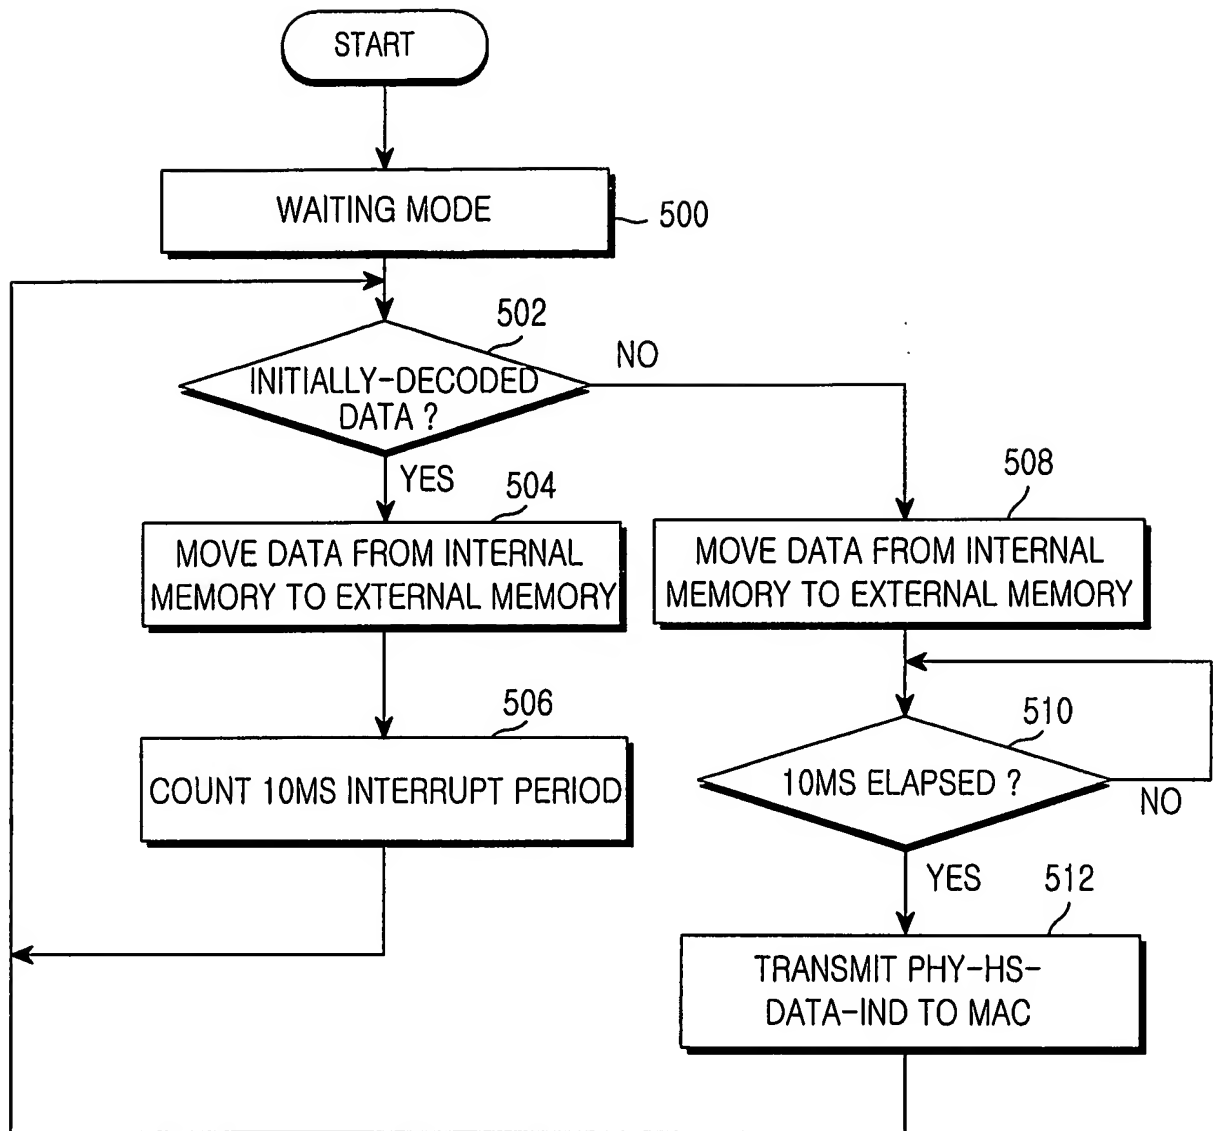 START
WAITING MODE
500
502
INITIALLY-DECODED
DATA ?
NO
YES
504
MOVE DATA FROM INTERNAL
MEMORY TO EXTERNAL MEMORY
508
MOVE DATA FROM INTERNAL
MEMORY TO EXTERNAL MEMORY
506
COUNT 10MS INTERRUPT PERIOD
510
10MS ELAPSED ?
NO
YES
512
TRANSMIT PHY-HS-
DATA-IND TO MAC